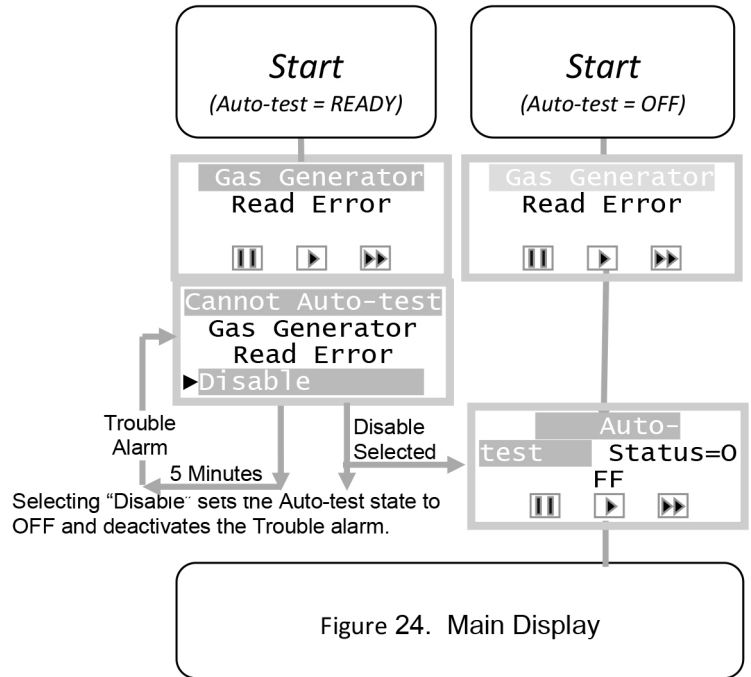 Start
(Auto-test = READY)
Start
(Auto-test = OFF)
Gas Generator
Read Error
Gas Generator
Read Error
Cannot Auto-test
Gas Generator
Read Error
►Disable
Trouble
Alarm
5 Minutes
Disable
Selected
Auto-
test Status=O
FF
Selecting “Disable” sets the Auto-test state to
OFF and deactivates the Trouble alarm.
Figure 24. Main Display